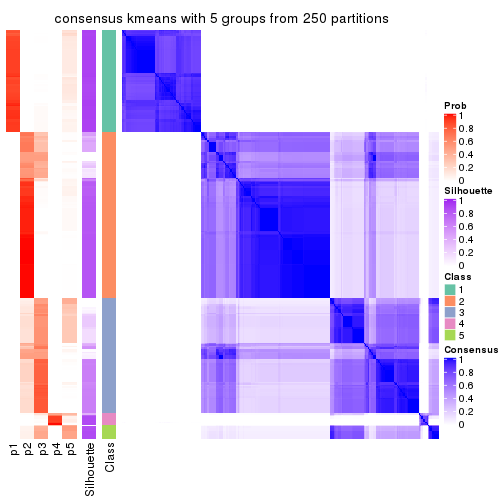 consensus kmeans with 5 groups from 250 partitions
Prob
1
0.8
0.6
0.4
0.2
0
Silhouette
1
0.8
0.6
0.4
0.2
0
Class
1
2
3
4
5
Consensus
1
0.8
0.6
0.4
0.2
0
p1
p2
p3
p4
p5
Silhouette
Class